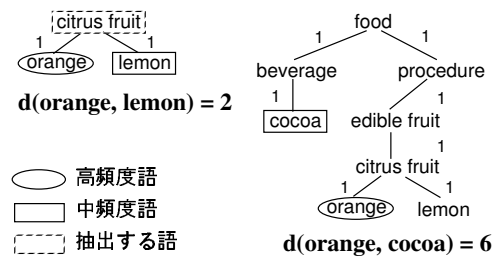 citrus fruit
1 1
orange lemon
d(orange, lemon) = 2
高頻度語
中頻度語
抽出する語
food
1 1
beverage procedure
1 1
cocoa edible fruit
1
citrus fruit
1 1
orange lemon
d(orange, cocoa) = 6